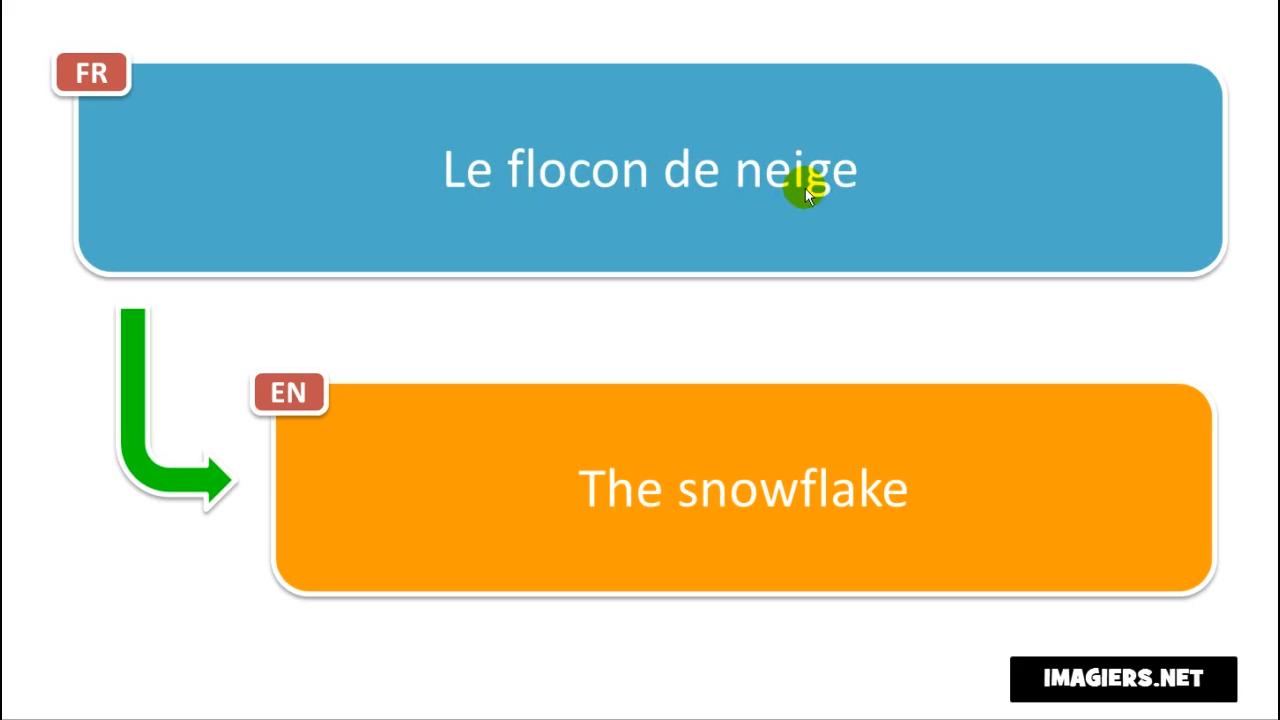 FR
Le flocon de neige
EN
The snowflake
IMAGIERS.NET